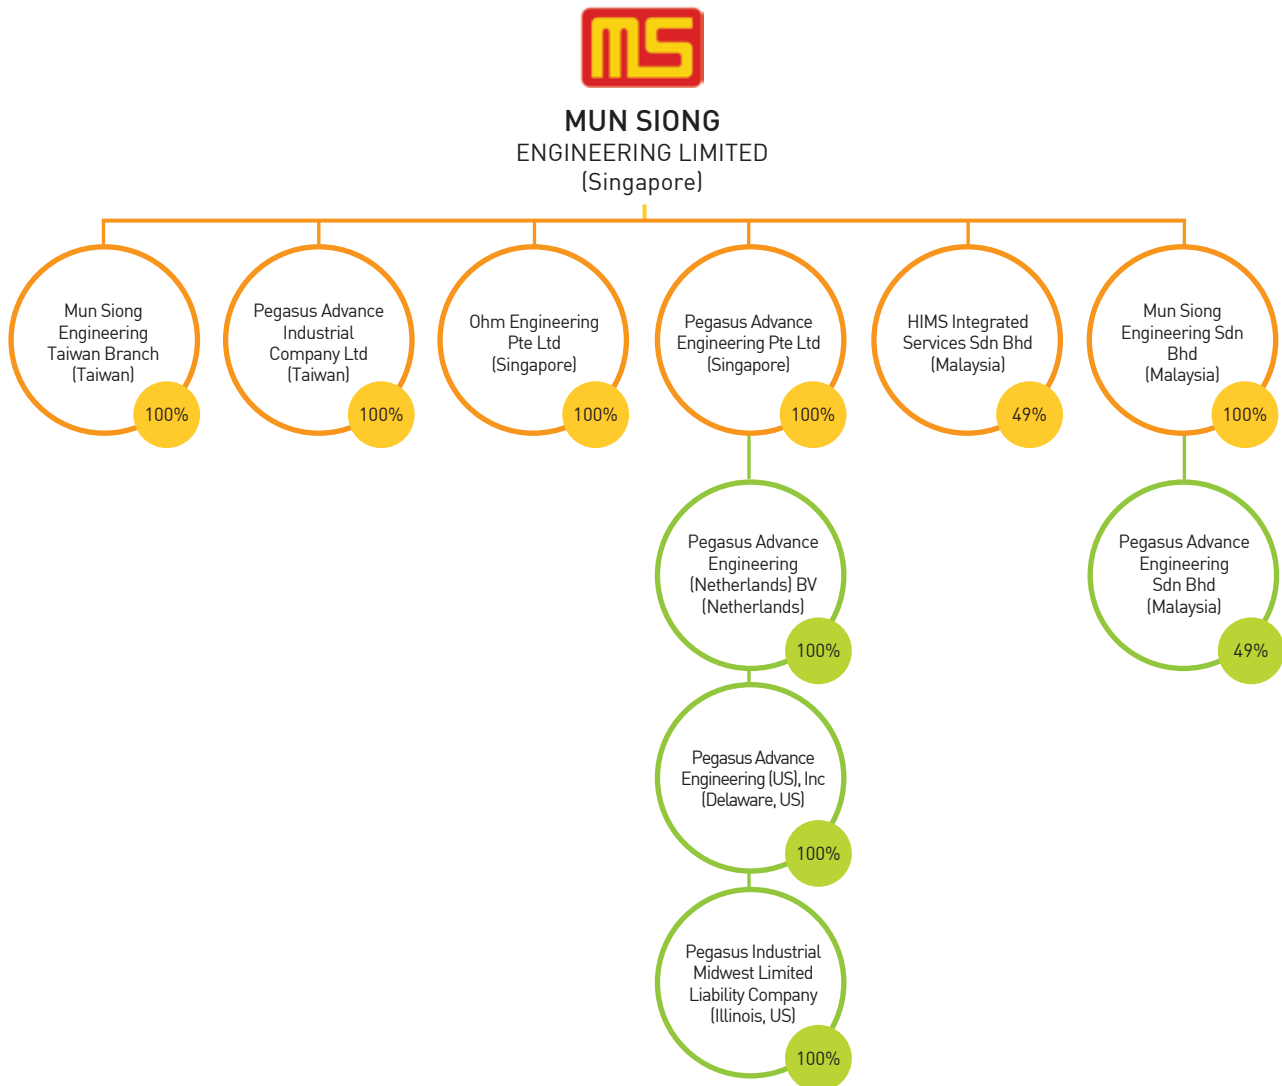 MS
MUN SIONG
ENGINEERING LIMITED
(Singapore)
Mun Siong
Engineering
Taiwan Branch
(Taiwan)
100%
Pegasus Advance
Industrial
Company Ltd
(Taiwan)
100%
Ohm Engineering
Pte Ltd
(Singapore)
100%
Pegasus Advance
Engineering Pte Ltd
(Singapore)
100%
HIMS Integrated
Services Sdn Bhd
(Malaysia)
49%
Mun Siong
Engineering Sdn
Bhd
(Malaysia)
100%
Pegasus Advance
Engineering
(Netherlands) BV
(Netherlands)
100%
Pegasus Advance
Engineering
Sdn Bhd
(Malaysia)
49%
Pegasus Advance
Engineering (US), Inc
(Delaware, US)
100%
Pegasus Industrial
Midwest Limited
Liability Company
(Illinois, US)
100%